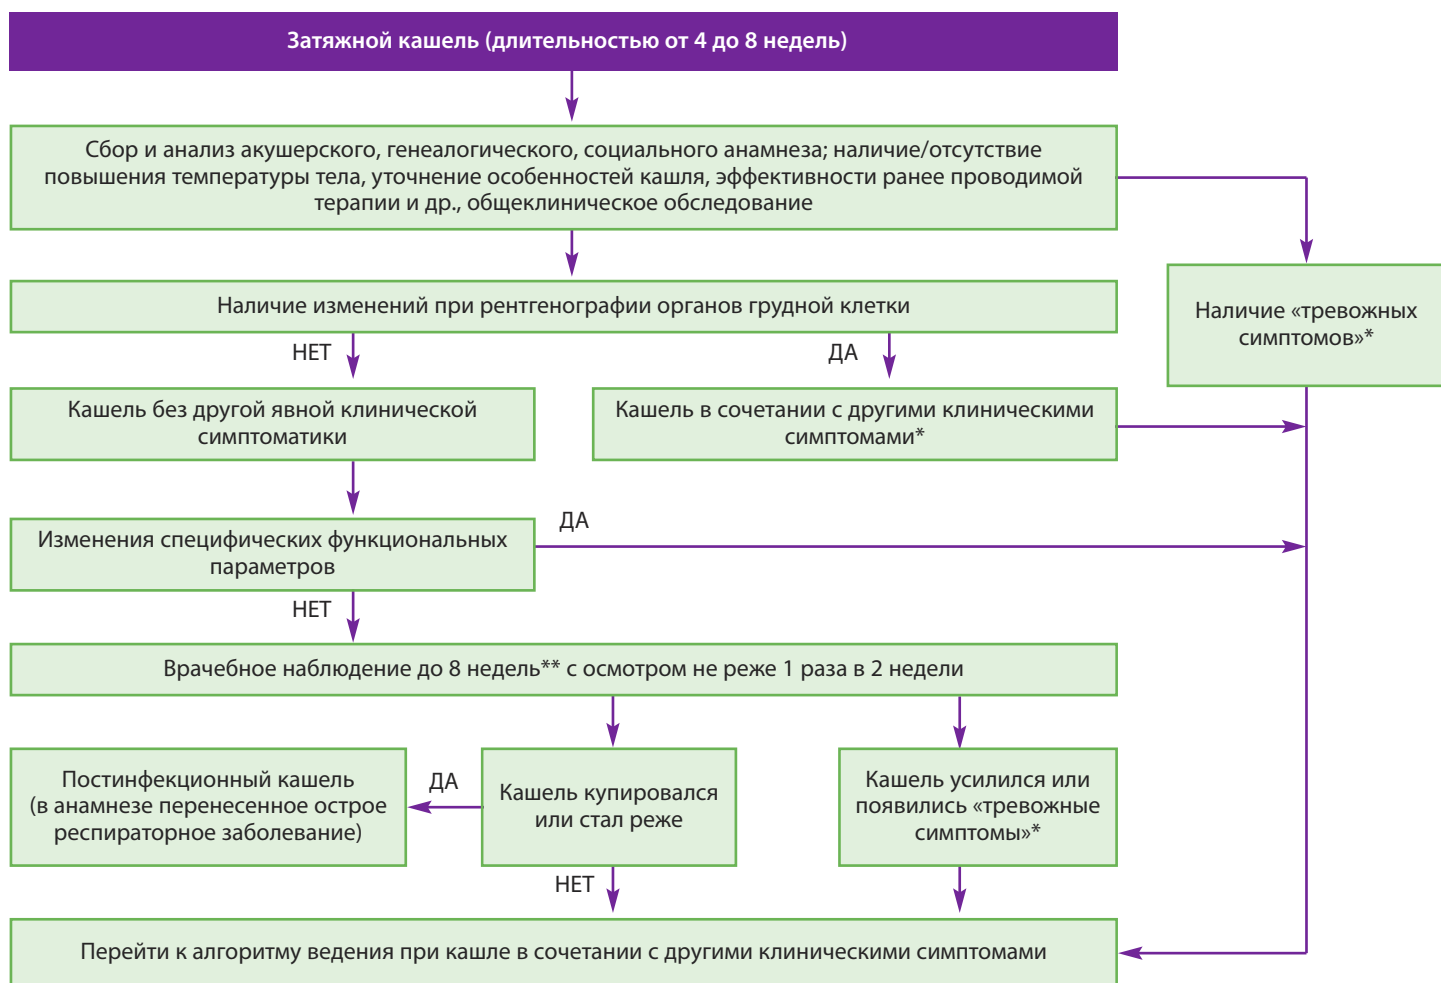 Затяжной кашель (длительностью от 4 до 8 недель)
Сбор и анализ акушерского, генеалогического, социального анамнеза; наличие/отсутствие
повышения температуры тела, уточнение особенностей кашля, эффективности ранее проводимой
терапии и др., общеклиническое обследование
Наличие изменений при рентгенографии органов грудной клетки
Наличие «тревожных
симптомов»*
НЕТ
ДА
Кашель без другой явной клинической
симптоматики
Кашель в сочетании с другими клиническими
симптомами*
Изменения специфических функциональных
параметров
ДА
НЕТ
Врачебное наблюдение до 8 недель** с осмотром не реже 1 раза в 2 недели
Постинфекционный кашель
(в анамнезе перенесенное острое
респираторное заболевание)
ДА
Кашель купировался
или стал реже
Кашель усилился или
появились «тревожные
симптомы»*
НЕТ
Перейти к алгоритму ведения при кашле в сочетании с другими клиническими симптомами